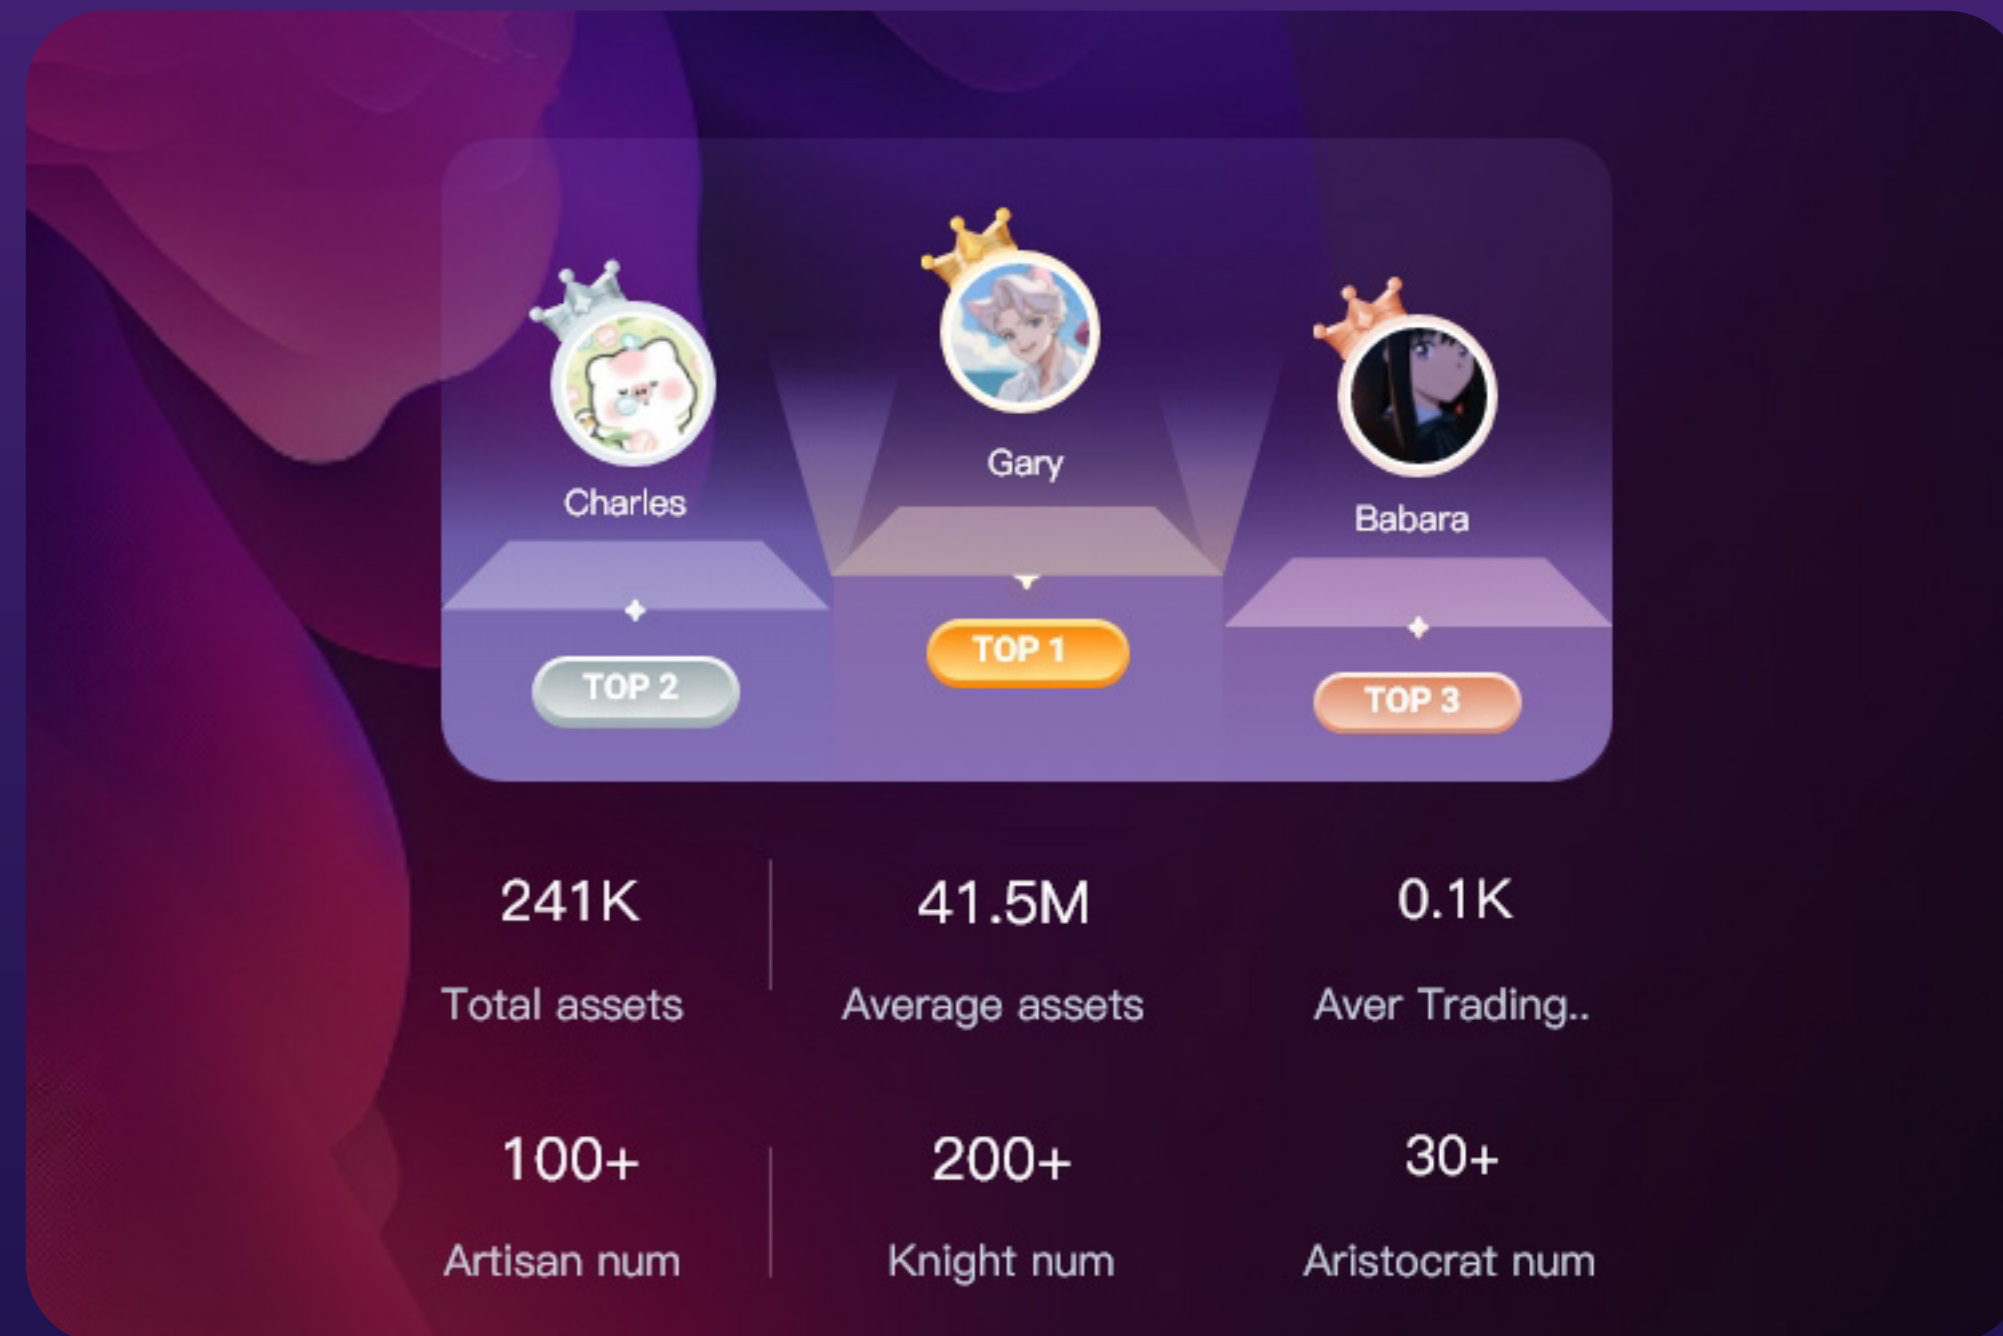 Gary
Charles
Babara
TOP 1
TOP 2
TOP 3
241K
41.5M
0.1K
Total assets
Average assets
Aver Trading..
100+
200+
30+
Artisan num
Knight num
Aristocrat num